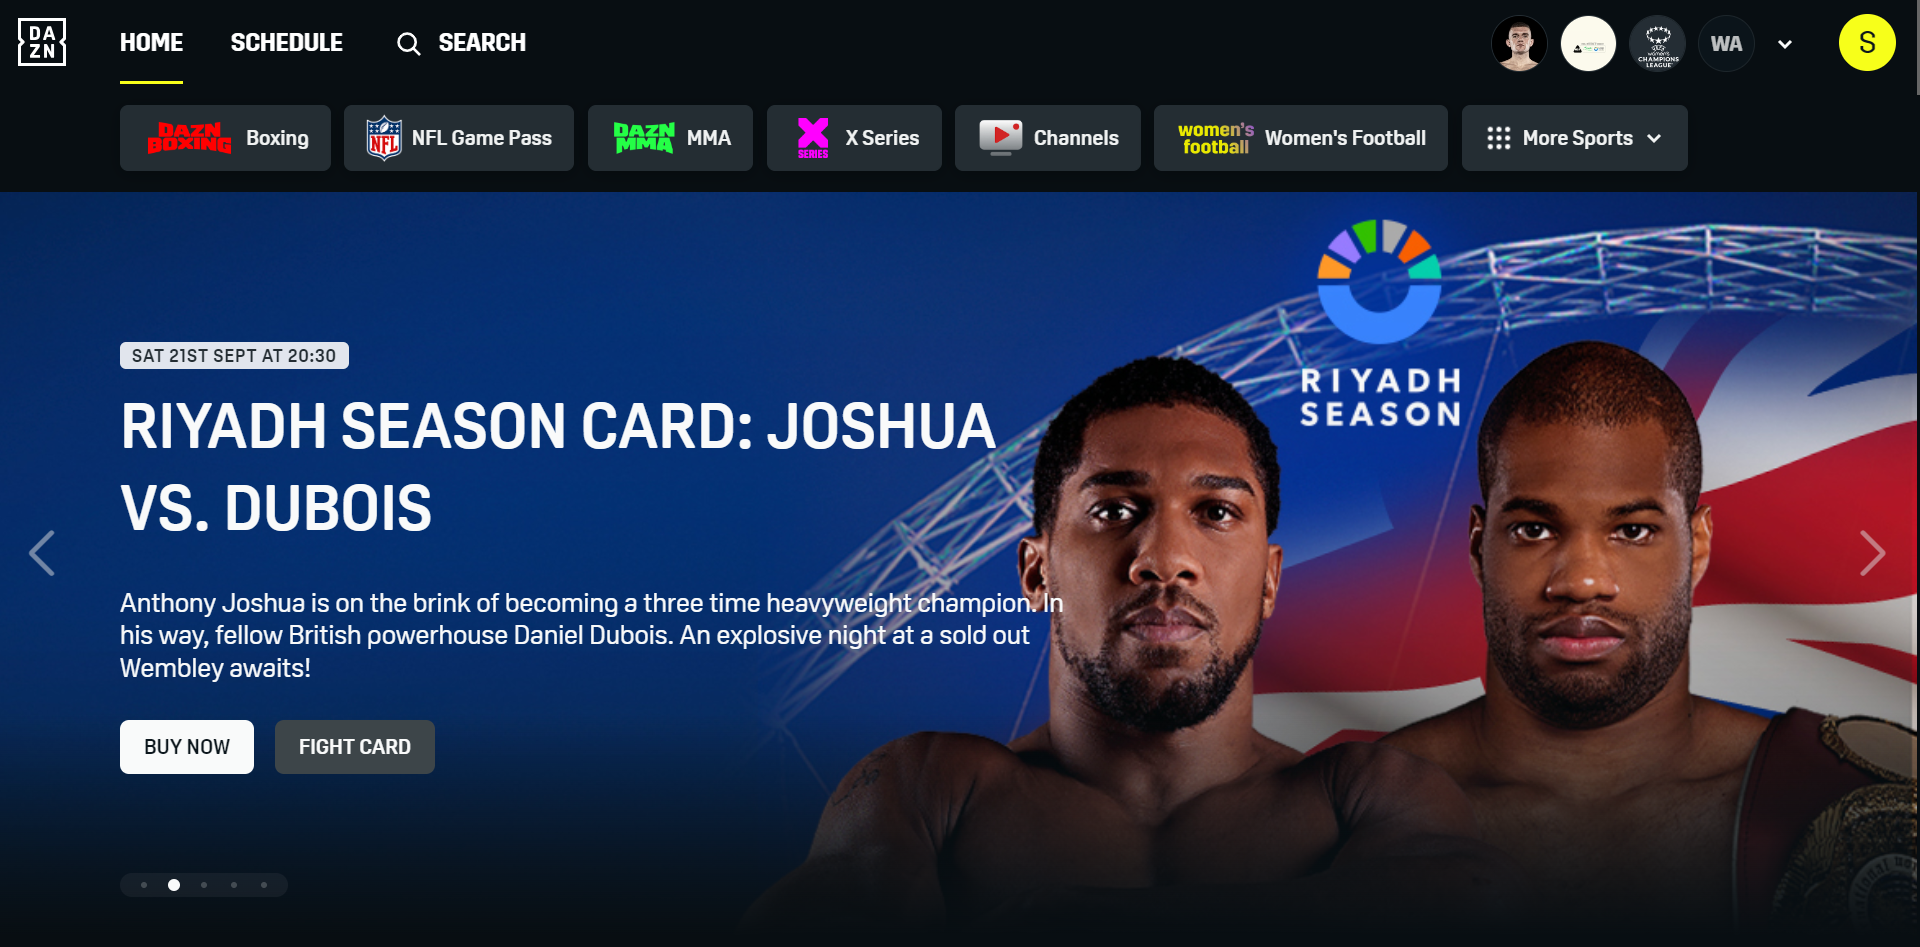 DA
ZN
HOME
SCHEDULE
SEARCH
WOMEN'S
CHAMPIONS
LEAGUE
WA
S
DAZN
BOXING
Boxing
NFL
NFL Game Pass
DAZN
MMA
MMA
X
SERIES
X Series
Channels
women's
football
Women's Football
More Sports
RIYADH
SEASON
SAT 21ST SEPT AT 20:30
RIYADH SEASON CARD: JOSHUA
VS. DUBOIS
Anthony Joshua is on the brink of becoming a three time heavyweight champion. In
his way, fellow British powerhouse Daniel Dubois. An explosive night at a sold out
Wembley awaits!
BUY NOW
FIGHT CARD